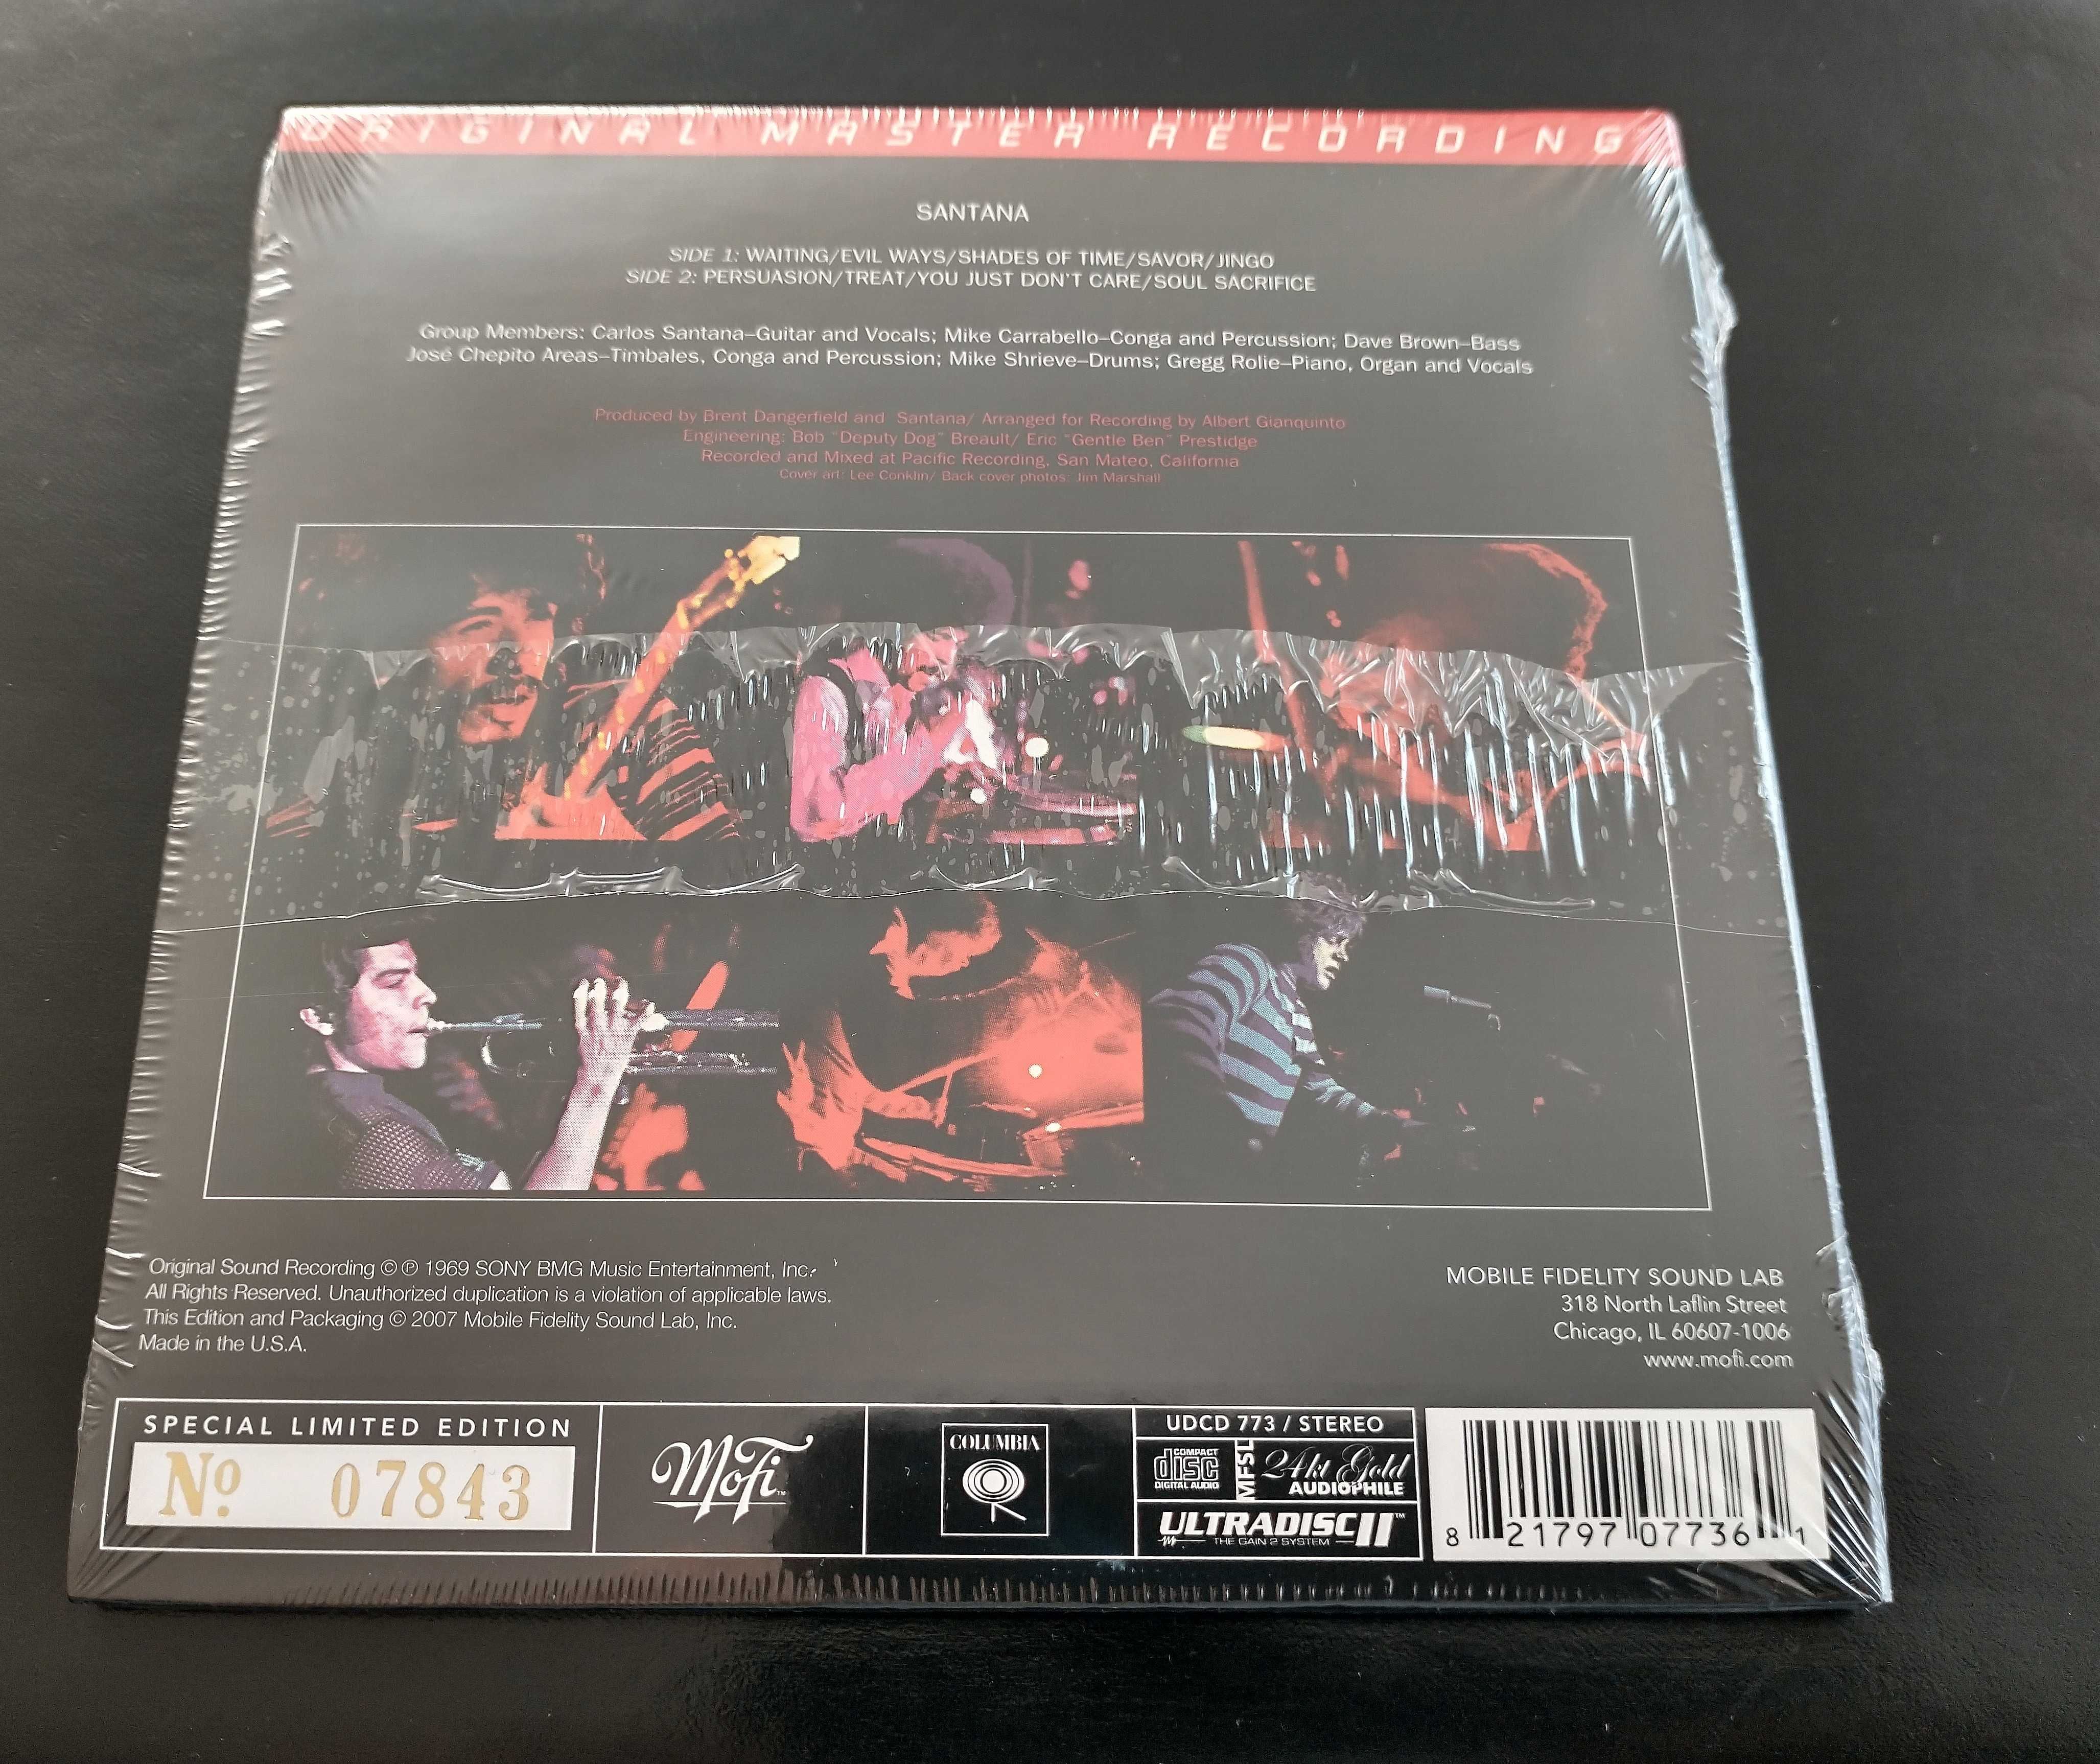 ORIGINAL MASTER RECORDING
SANTANA
SIDE 1: WAITING/EVIL WAYS/SHADES OF TIME/SAVOR/JINGO
SIDE 2: PERSUASION/TREAT/YOU JUST DON'T CARE/SOUL SACRIFICE
Group Members: Carlos Santana–Guitar and Vocals; Mike Carrabello–Conga and Percussion; Dave Brown–Bass
José Chepito Areas–Timbales, Conga and Percussion; Mike Shrieve–Drums; Gregg Rolie–Piano, Organ and Vocals
Produced by Brent Dangerfield and Santana/ Arranged for Recording by Albert Gianquinto
Engineering: Bob "Deputy Dog" Breault/ Eric "Gentle Ben" Prestidge
Recorded and Mixed at Pacific Recording, San Mateo, California
Cover art: Lee Conklin/ Back cover photos: Jim Marshall
Original Sound Recording © ℗ 1969 SONY BMG Music Entertainment, Inc.
All Rights Reserved. Unauthorized duplication is a violation of applicable laws.
This Edition and Packaging © 2007 Mobile Fidelity Sound Lab, Inc.
Made in the U.S.A.
MOBILE FIDELITY SOUND LAB
318 North Laflin Street
Chicago, IL 60607-1006
www.mofi.com
SPECIAL LIMITED EDITION
Nº 07843
MoFi™
COLUMBIA
UDCD 773 / STEREO
COMPACT disc DIGITAL AUDIO
MFSL
24kt Gold
AUDIOPHILE
ULTRADISC II™
THE GAIN 2 SYSTEM
8 21797 07736 1